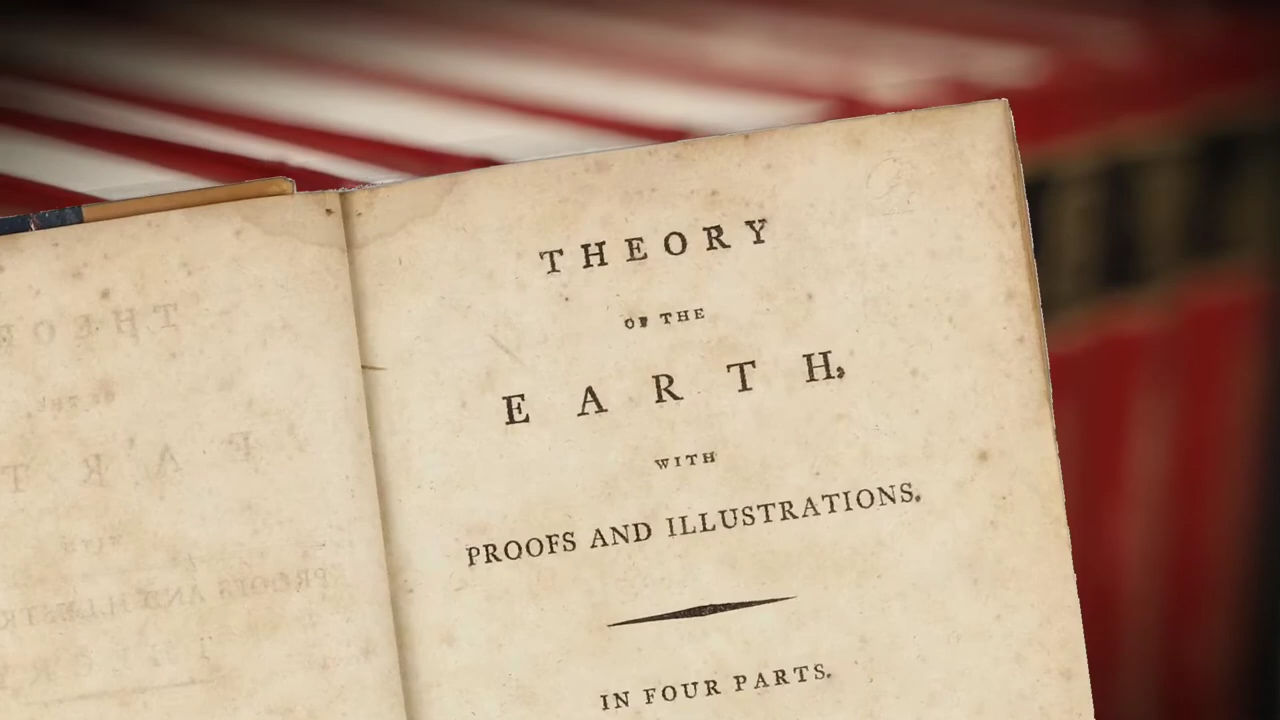 THEORY
OF THE
EARTH,
WITH
PROOFS AND ILLUSTRATIONS.
IN FOUR PARTS.